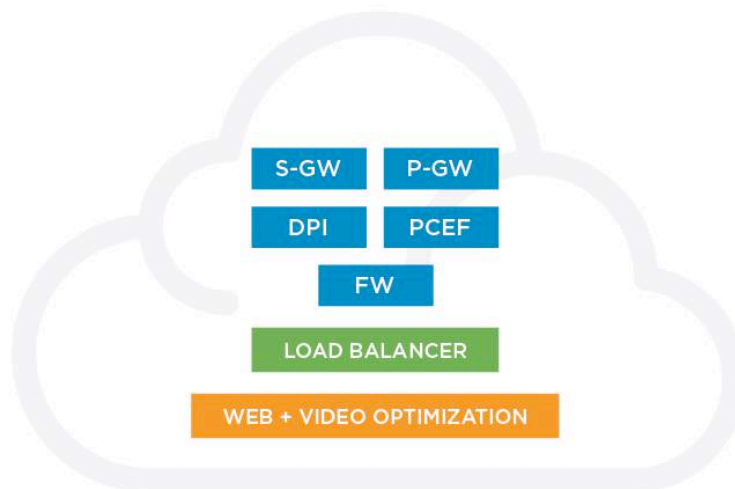 S-GW P-GW
DPI PCEF
FW
LOAD BALANCER
WEB + VIDEO OPTIMIZATION